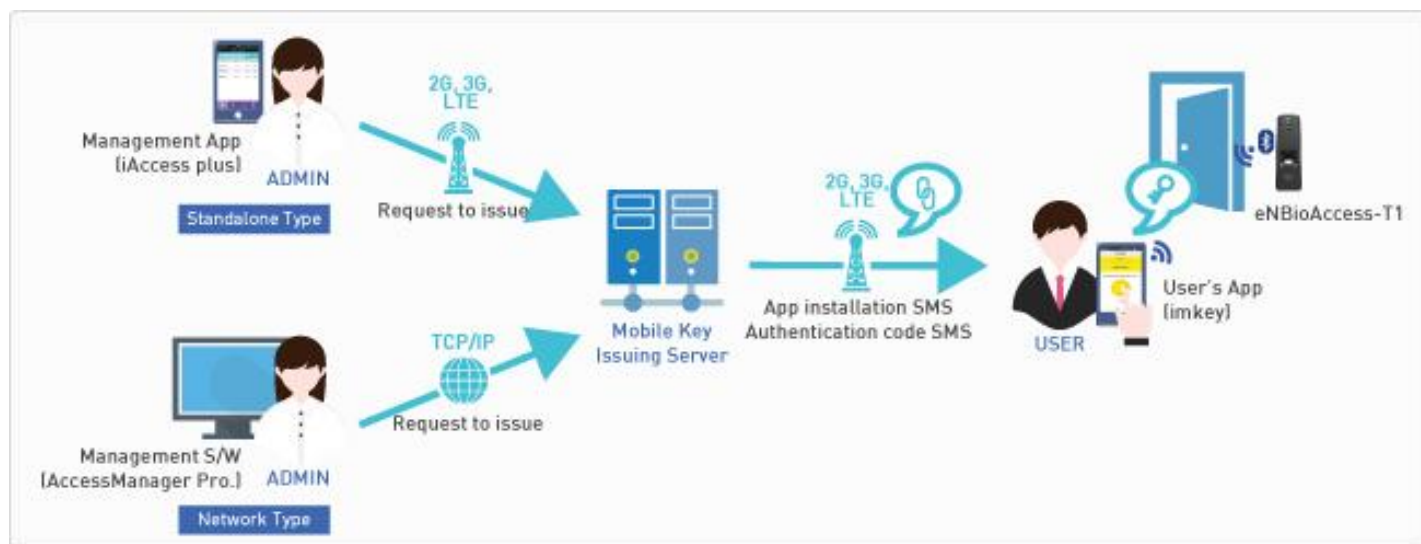 2G, 3G,
LTE
Management App
(iAccess plus)
ADMIN
Standalone Type
Request to issue
Management S/W
(AccessManager Pro.)
ADMIN
Network Type
TCP/IP
Request to issue
Mobile Key
Issuing Server
2G, 3G,
LTE
App installation SMS
Authentication code SMS
eNBioAccess-T1
User's App
(imkey)
USER